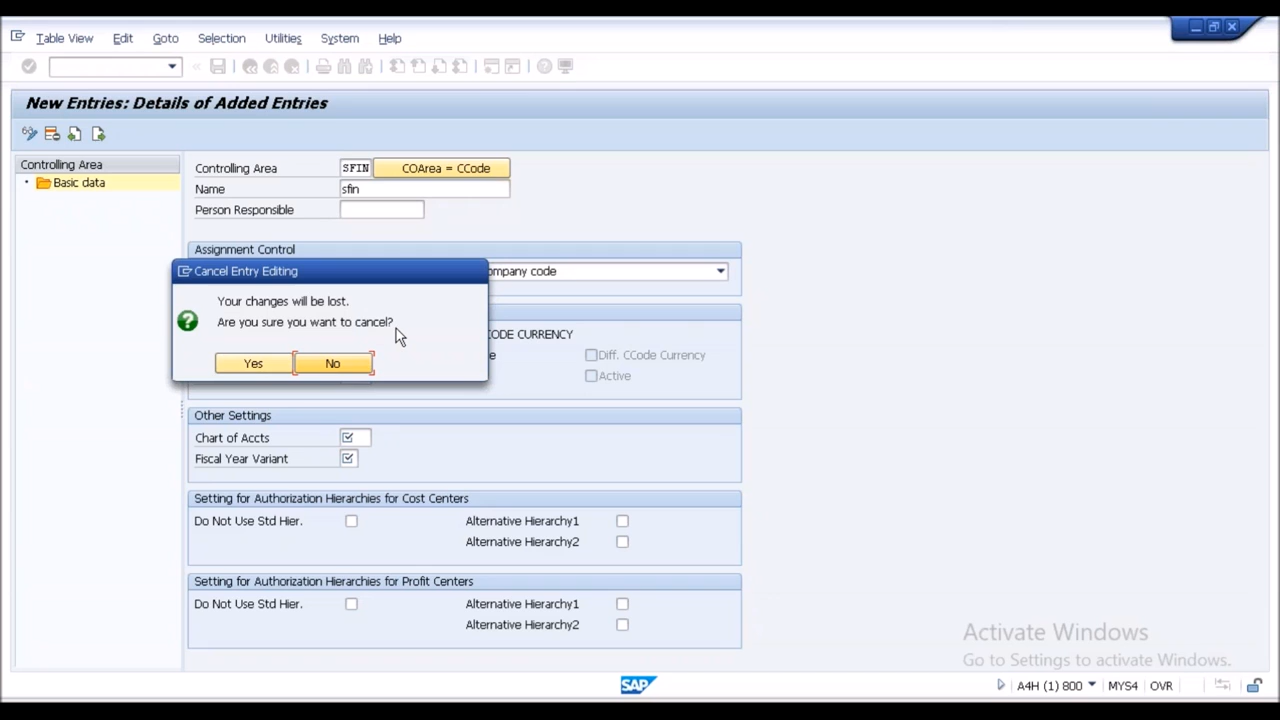 Table View Edit Goto Selection Utilities System Help
New Entries: Details of Added Entries
Controlling Area
Basic data
Controlling Area SFIN COArea = CCode
Name sfin
Person Responsible
Assignment Control
ompany code
Cancel Entry Editing
Your changes will be lost.
Are you sure you want to cancel?
Yes No
CODE CURRENCY
Diff. CCode Currency
Active
Other Settings
Chart of Accts
Fiscal Year Variant
Setting for Authorization Hierarchies for Cost Centers
Do Not Use Std Hier. Alternative Hierarchy1
Alternative Hierarchy2
Setting for Authorization Hierarchies for Profit Centers
Do Not Use Std Hier. Alternative Hierarchy1
Alternative Hierarchy2
Activate Windows
Go to Settings to activate Windows.
SAP
A4H (1) 800 MYS4 OVR